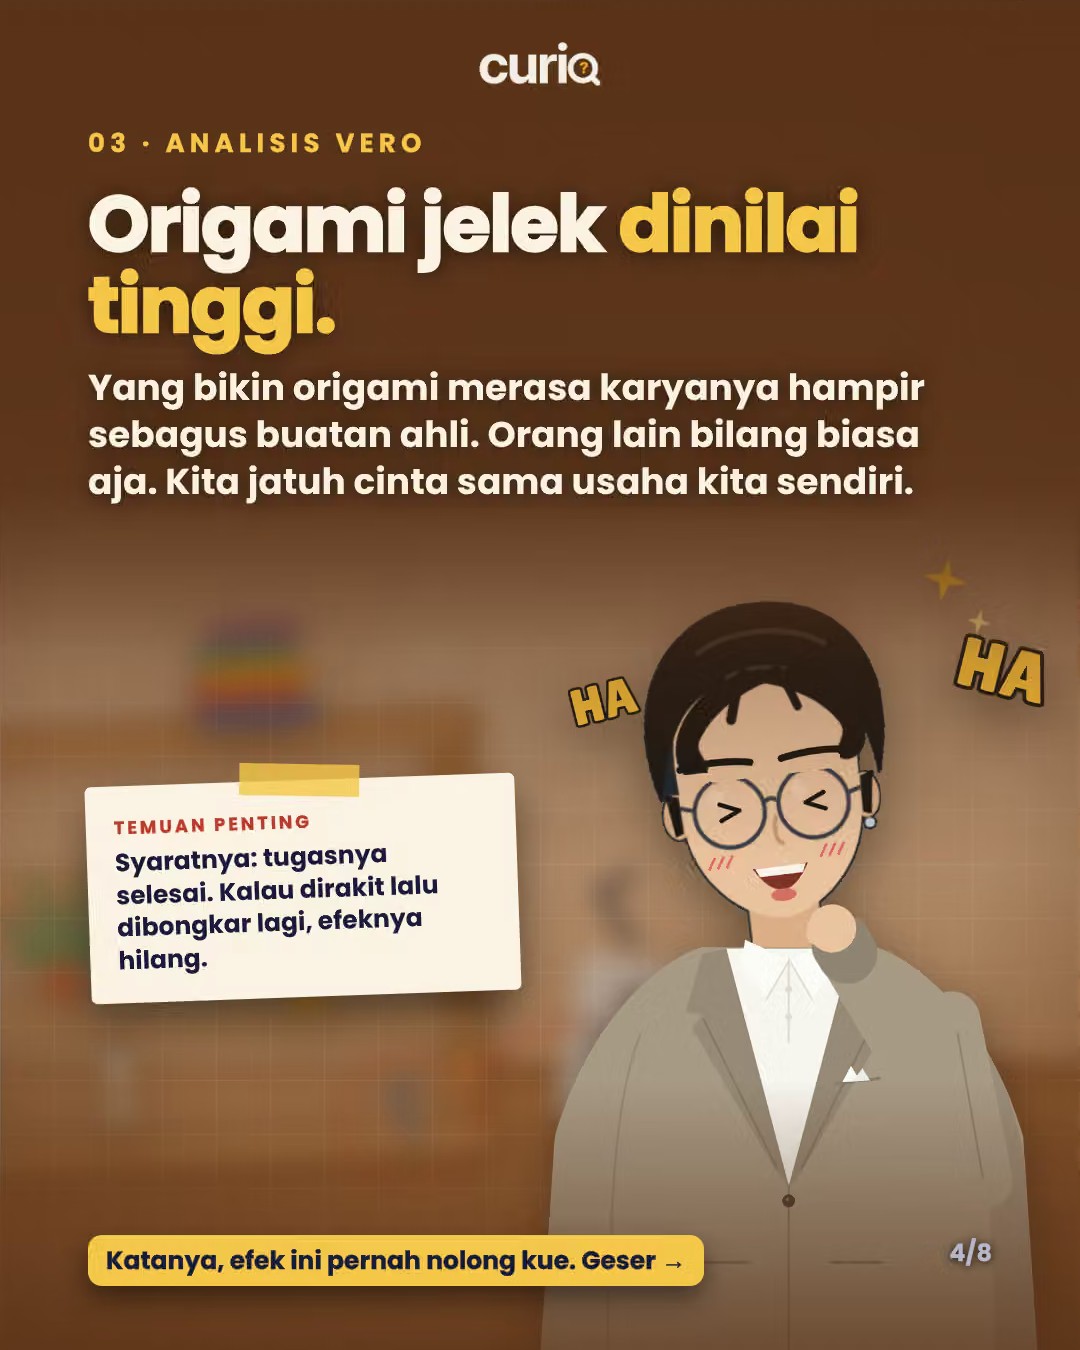 curio
03 · ANALISIS VERO
Origami jelek dinilai
tinggi.
Yang bikin origami merasa karyanya hampir
sebagus buatan ahli. Orang lain bilang biasa
aja. Kita jatuh cinta sama usaha kita sendiri.
HA
HA
TEMUAN PENTING
Syaratnya: tugasnya
selesai. Kalau dirakit lalu
dibongkar lagi, efeknya
hilang.
Katanya, efek ini pernah nolong kue. Geser →
4/8